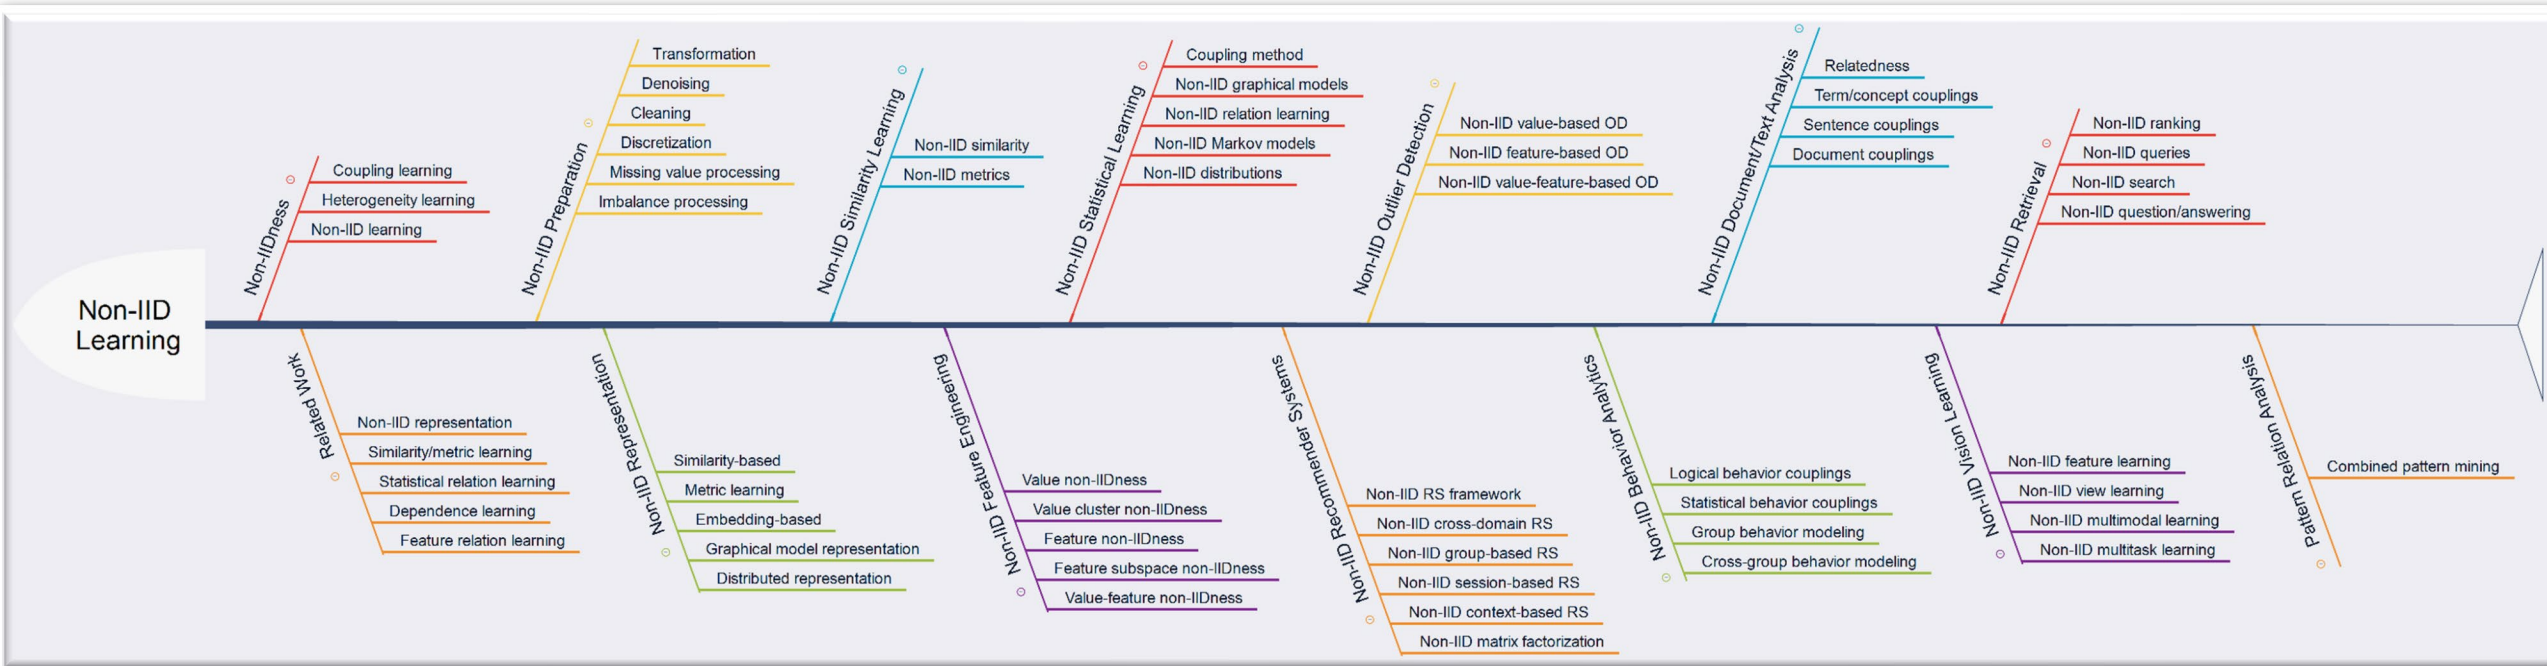 Non-IID
Learning
Non-IIDness
Coupling learning
Heterogeneity learning
Non-IID learning
Non-IID Preparation
Transformation
Denoising
Cleaning
Discretization
Missing value processing
Imbalance processing
Non-IID Similarity Learning
Non-IID similarity
Non-IID metrics
Non-IID Statistical Learning
Coupling method
Non-IID graphical models
Non-IID relation learning
Non-IID Markov models
Non-IID distributions
Non-IID Outlier Detection
Non-IID value-based OD
Non-IID feature-based OD
Non-IID value-feature-based OD
Non-IID Document/Text Analysis
Relatedness
Term/concept couplings
Sentence couplings
Document couplings
Non-IID Retrieval
Non-IID ranking
Non-IID queries
Non-IID search
Non-IID question/answering
Related Work
Non-IID representation
Similarity/metric learning
Statistical relation learning
Dependence learning
Feature relation learning
Non-IID Representation
Similarity-based
Metric learning
Embedding-based
Graphical model representation
Distributed representation
Non-IID Feature Engineering
Value non-IIDness
Value cluster non-IIDness
Feature non-IIDness
Feature subspace non-IIDness
Value-feature non-IIDness
Non-IID Recommender Systems
Non-IID RS framework
Non-IID cross-domain RS
Non-IID group-based RS
Non-IID session-based RS
Non-IID context-based RS
Non-IID matrix factorization
Non-IID Behavior Analytics
Logical behavior couplings
Statistical behavior couplings
Group behavior modeling
Cross-group behavior modeling
Non-IID Vision Learning
Non-IID feature learning
Non-IID view learning
Non-IID multimodal learning
Non-IID multitask learning
Pattern Relation Analysis
Combined pattern mining